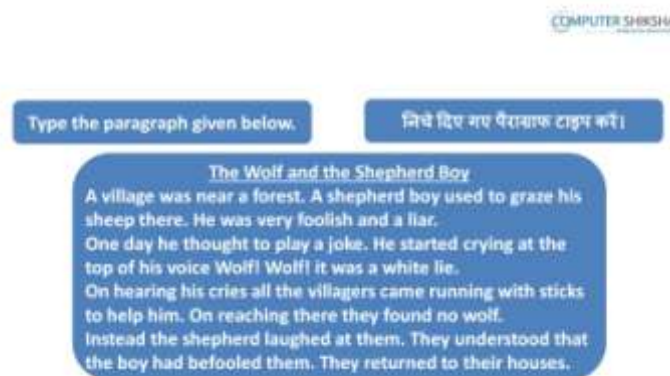 COMPUTER SHIKSHA
Type the paragraph given below.
निचे दिए गए पैराग्राफ टाइप करें।
The Wolf and the Shepherd Boy
A village was near a forest. A shepherd boy used to graze his
sheep there. He was very foolish and a liar.
One day he thought to play a joke. He started crying at the
top of his voice Wolf! Wolf! it was a white lie.
On hearing his cries all the villagers came running with sticks
to help him. On reaching there they found no wolf.
Instead the shepherd laughed at them. They understood that
the boy had befooled them. They returned to their houses.